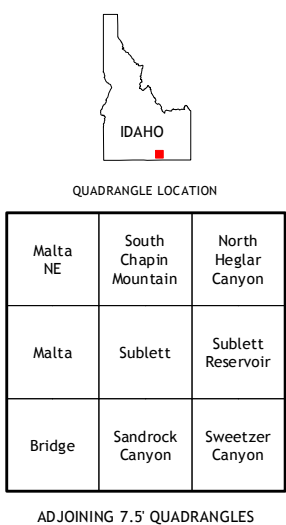 IDAHO
QUADRANGLE LOCATION
Malta
NE
South
Chapin
Mountain
North
Heglar
Canyon
Malta
Sublett
Sublett
Reservoir
Bridge
Sandrock
Canyon
Sweetzer
Canyon
ADJOINING 7.5' QUADRANGLES